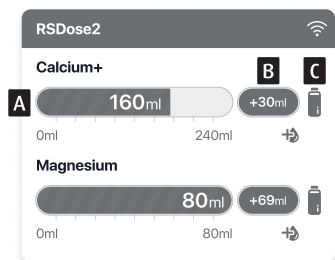 RSDose2
Calcium+
B C
A 160ml +30ml
0ml 240ml
Magnesium
80ml +69ml
0ml 80ml